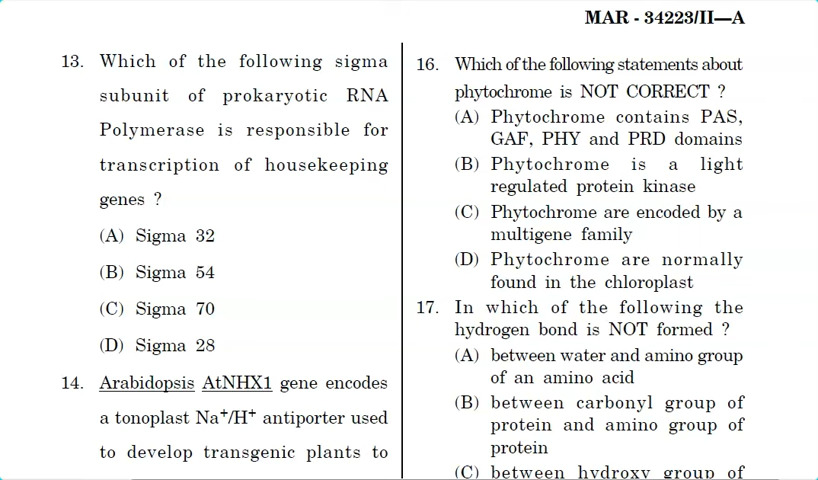 MAR - 34223/II—A
13. Which of the following sigma
subunit of prokaryotic RNA
Polymerase is responsible for
transcription of housekeeping
genes ?
(A) Sigma 32
(B) Sigma 54
(C) Sigma 70
(D) Sigma 28
14. Arabidopsis AtNHX1 gene encodes
a tonoplast Na⁺/H⁺ antiporter used
to develop transgenic plants to
16. Which of the following statements about
phytochrome is NOT CORRECT ?
(A) Phytochrome contains PAS,
GAF, PHY and PRD domains
(B) Phytochrome is a light
regulated protein kinase
(C) Phytochrome are encoded by a
multigene family
(D) Phytochrome are normally
found in the chloroplast
17. In which of the following the
hydrogen bond is NOT formed ?
(A) between water and amino group
of an amino acid
(B) between carbonyl group of
protein and amino group of
protein
(C) between hydroxy group of